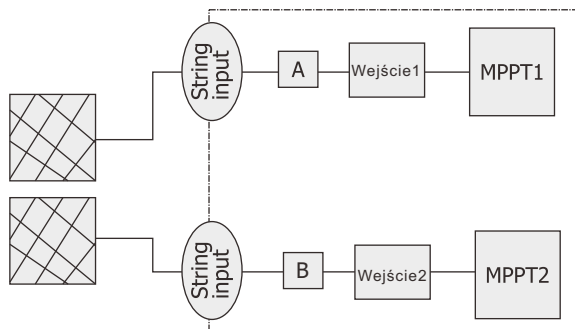 String
input
A
Wejście1
MPPT1
String
input
B
Wejście2
MPPT2